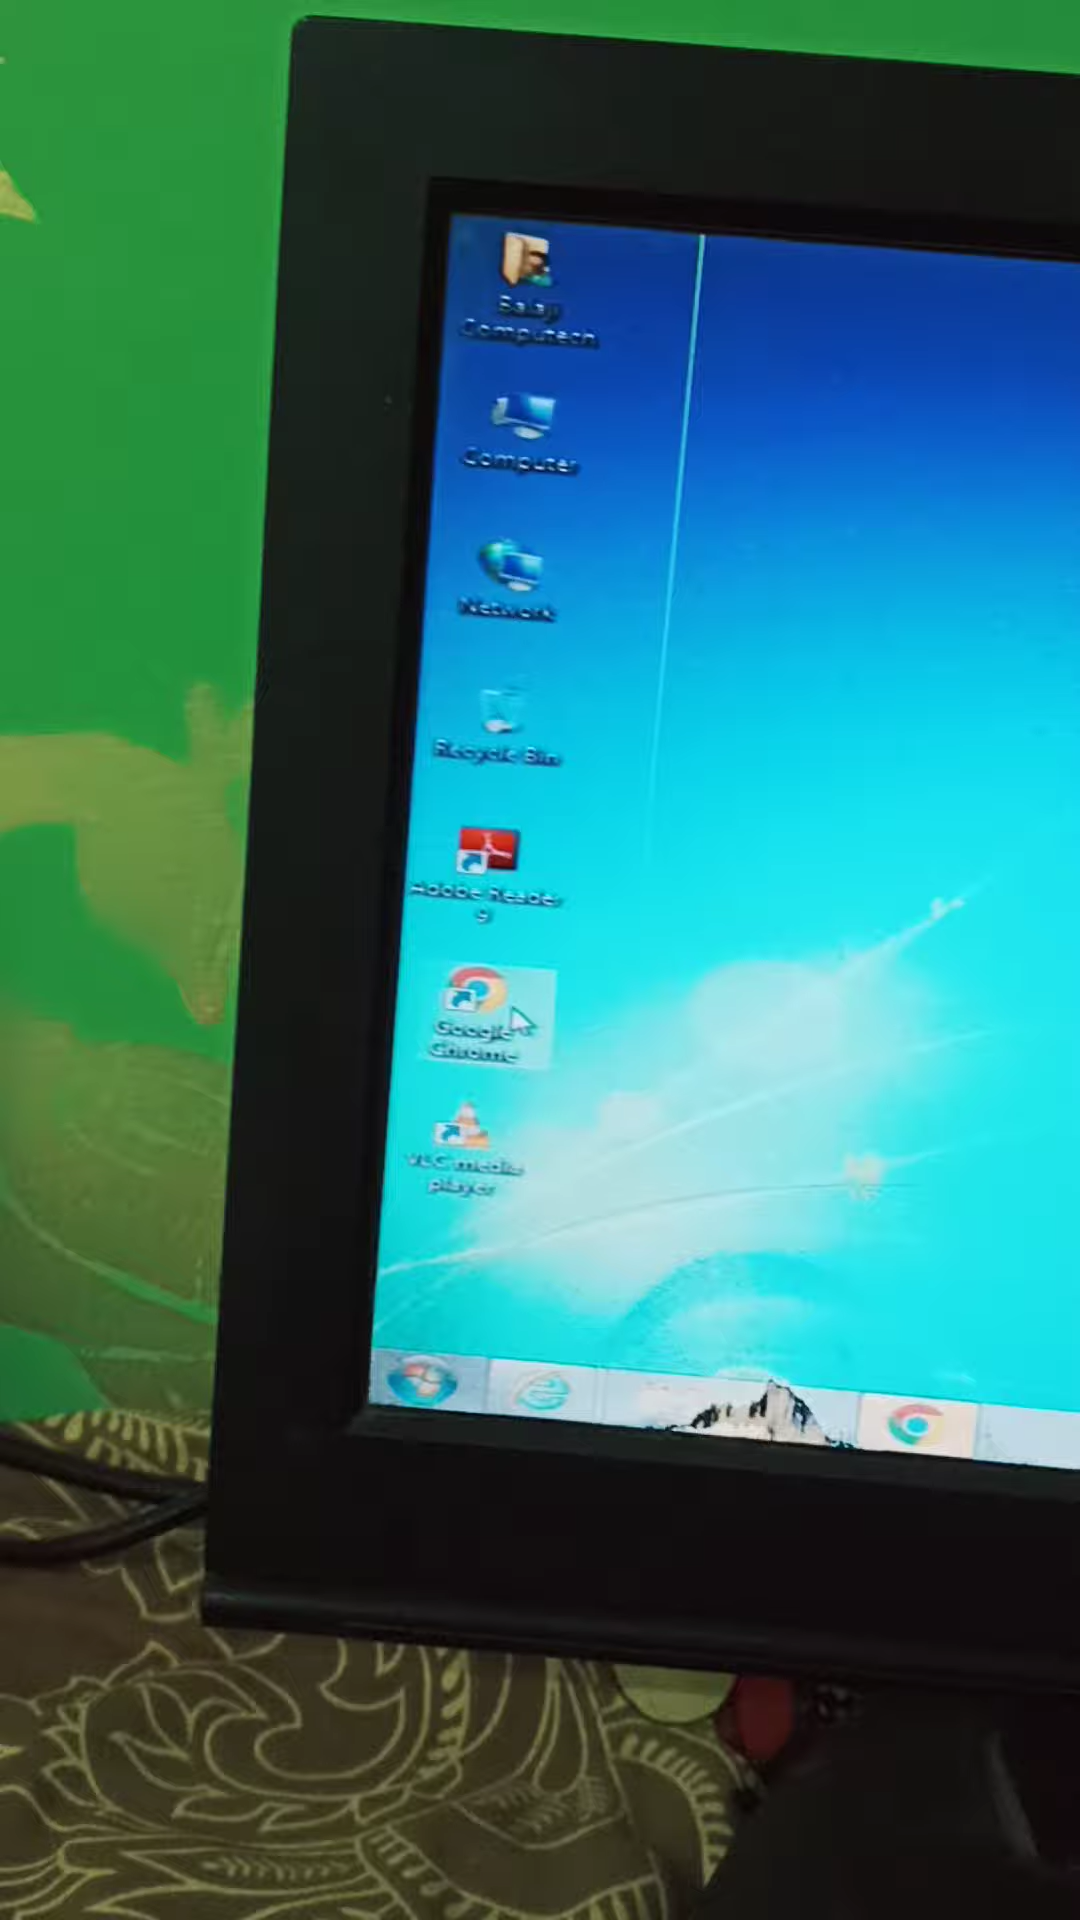 Balaji
Computech
Computer
Network
Recycle Bin
Adobe Reader
9
Google
Chrome
VLC media
player